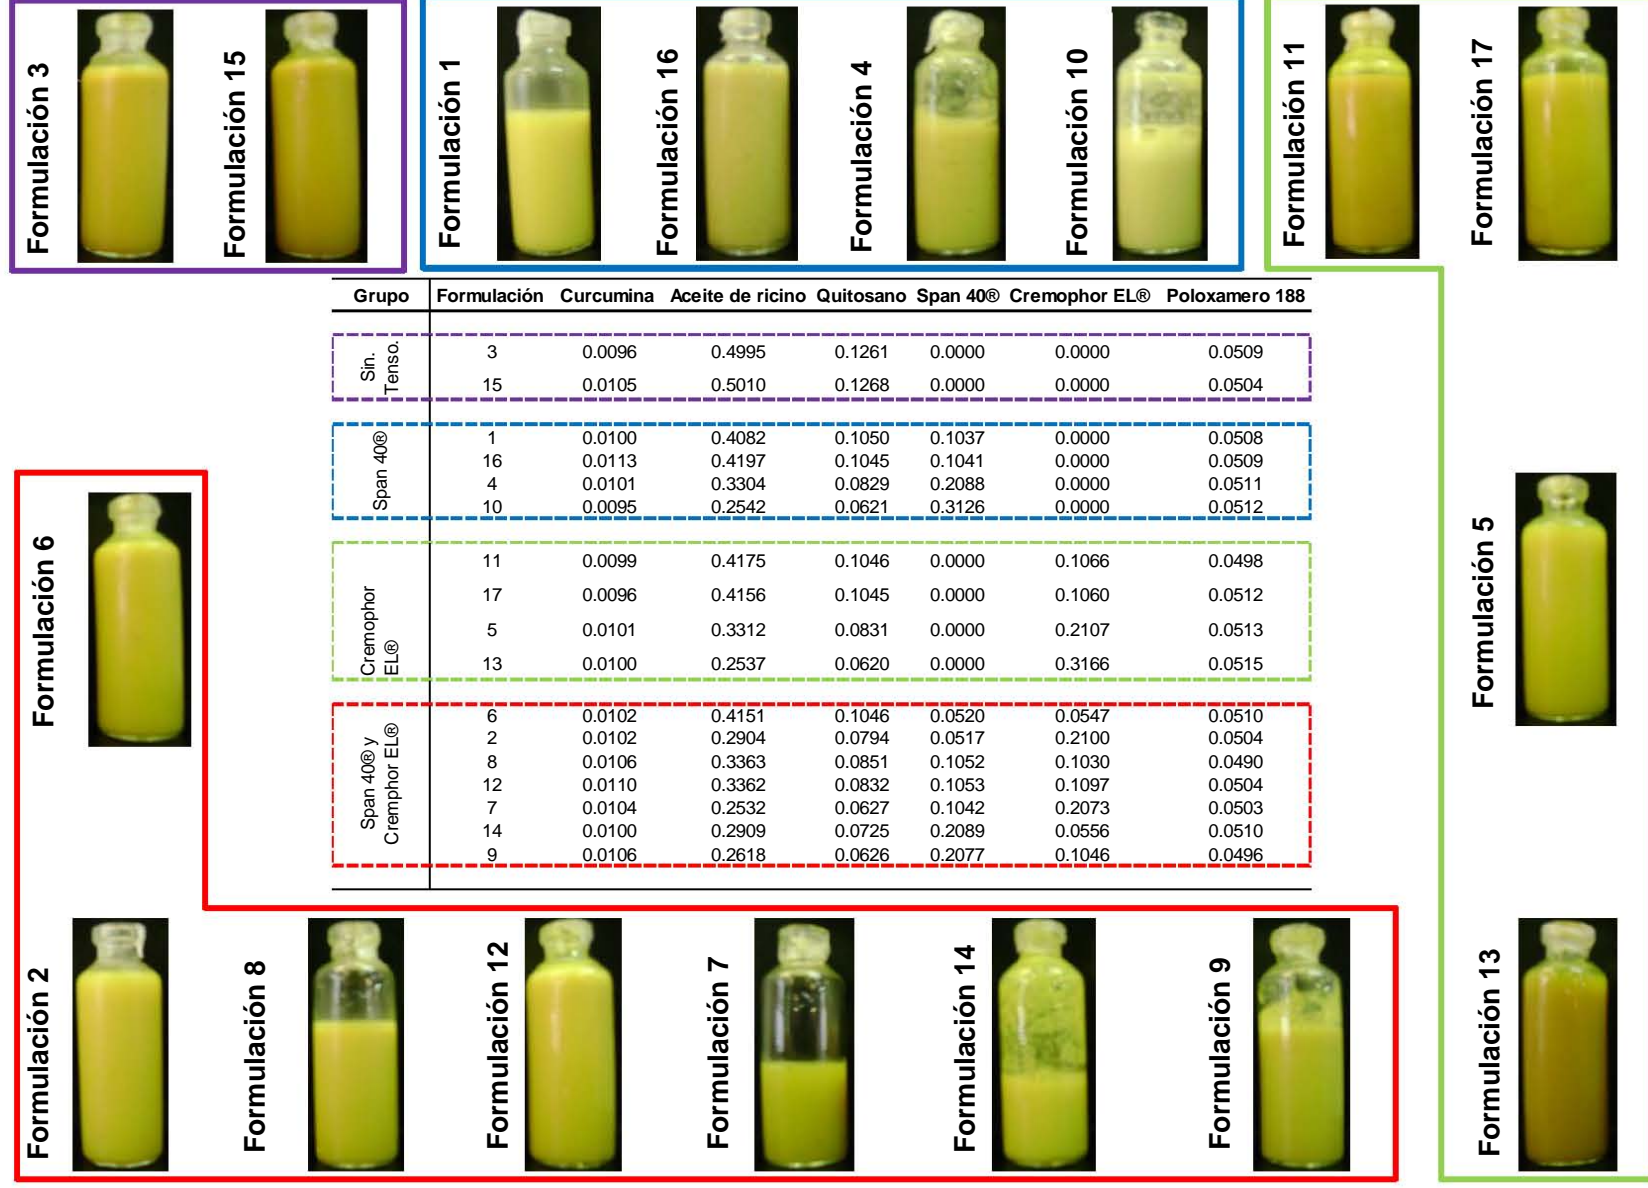 Formulación 3
Formulación 15
Formulación 1
Formulación 16
Formulación 4
Formulación 10
Formulación 11
Formulación 17
Grupo Formulación Curcumina Aceite de ricino Quitosano Span 40® Cremophor EL® Poloxamero 188
Sin.
Tenso.
3 0.0096 0.4995 0.1261 0.0000 0.0000 0.0509
15 0.0105 0.5010 0.1268 0.0000 0.0000 0.0504
Span 40®
1 0.0100 0.4082 0.1050 0.1037 0.0000 0.0508
16 0.0113 0.4197 0.1045 0.1041 0.0000 0.0509
4 0.0101 0.3304 0.0829 0.2088 0.0000 0.0511
10 0.0095 0.2542 0.0621 0.3126 0.0000 0.0512
Cremophor
EL®
11 0.0099 0.4175 0.1046 0.0000 0.1066 0.0498
17 0.0096 0.4156 0.1045 0.0000 0.1060 0.0512
5 0.0101 0.3312 0.0831 0.0000 0.2107 0.0513
13 0.0100 0.2537 0.0620 0.0000 0.3166 0.0515
Span 40® y
Cremphor EL®
6 0.0102 0.4151 0.1046 0.0520 0.0547 0.0510
2 0.0102 0.2904 0.0794 0.0517 0.2100 0.0504
8 0.0106 0.3363 0.0851 0.1052 0.1030 0.0490
12 0.0110 0.3362 0.0832 0.1053 0.1097 0.0504
7 0.0104 0.2532 0.0627 0.1042 0.2073 0.0503
14 0.0100 0.2909 0.0725 0.2089 0.0556 0.0510
9 0.0106 0.2618 0.0626 0.2077 0.1046 0.0496
Formulación 6
Formulación 5
Formulación 2
Formulación 8
Formulación 12
Formulación 7
Formulación 14
Formulación 9
Formulación 13